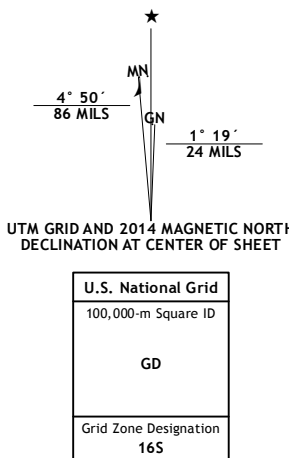 ★
MN
GN
4° 50´
86 MILS
1° 19´
24 MILS
UTM GRID AND 2014 MAGNETIC NORTH
DECLINATION AT CENTER OF SHEET
U.S. National Grid
100,000-m Square ID
GD
Grid Zone Designation
16S